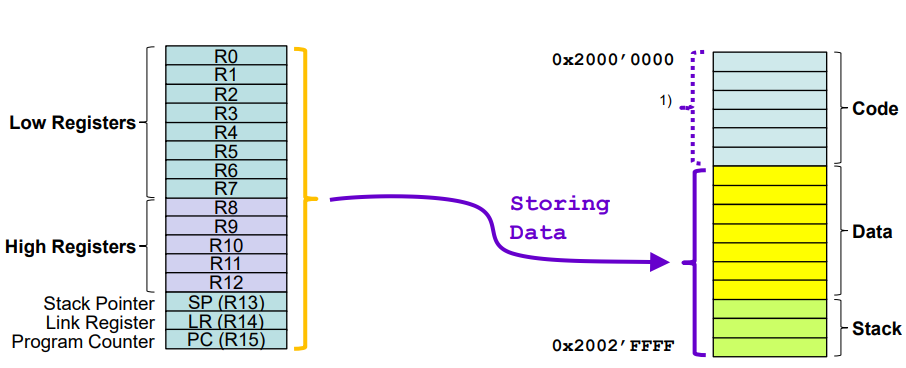 R0
R1
R2
R3
R4
R5
R6
R7
R8
R9
R10
R11
R12
SP (R13)
LR (R14)
PC (R15)
Low Registers
High Registers
Stack Pointer
Link Register
Program Counter
Storing
Data
0x2000’0000
1)
0x2002’FFFF
Code
Data
Stack